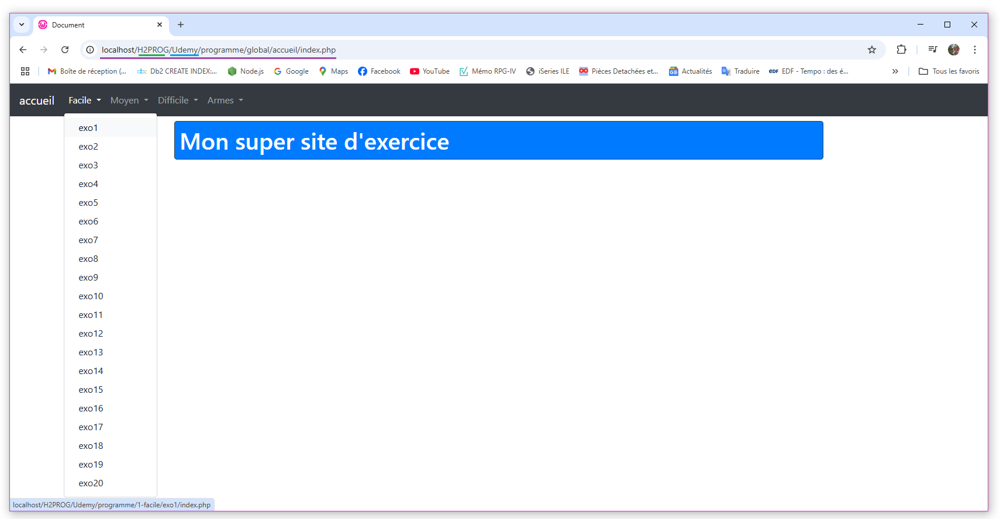 Document
localhost/H2PROG/Udemy/programme/global/accueil/index.php
Boîte de réception (... Db2 CREATE INDEX:... Node.js Google Maps Facebook YouTube Mémo RPG-IV iSeries ILE Pièces Detachées et... Actualités Traduire EDF EDF - Tempo : des é... » Tous les favoris
accueil Facile Moyen Difficile Armes
Mon super site d'exercice
exo1
exo2
exo3
exo4
exo5
exo6
exo7
exo8
exo9
exo10
exo11
exo12
exo13
exo14
exo15
exo16
exo17
exo18
exo19
exo20
localhost/H2PROG/Udemy/programme/1-facile/exo1/index.php